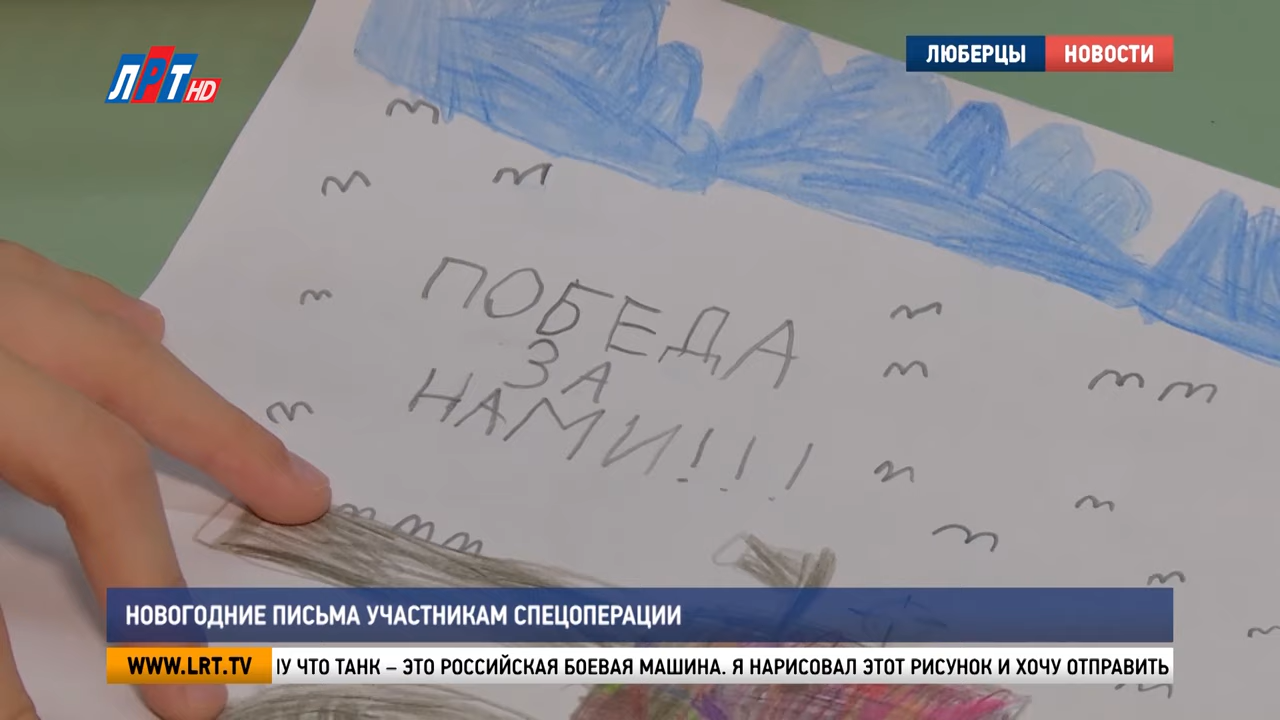 ЛРТ HD
ЛЮБЕРЦЫ НОВОСТИ
ПОБЕДА
ЗА
НАМИ!!!
НОВОГОДНИЕ ПИСЬМА УЧАСТНИКАМ СПЕЦОПЕРАЦИИ
WWW.LRT.TV ЧТО ТАНК – ЭТО РОССИЙСКАЯ БОЕВАЯ МАШИНА. Я НАРИСОВАЛ ЭТОТ РИСУНОК И ХОЧУ ОТПРАВИТЬ